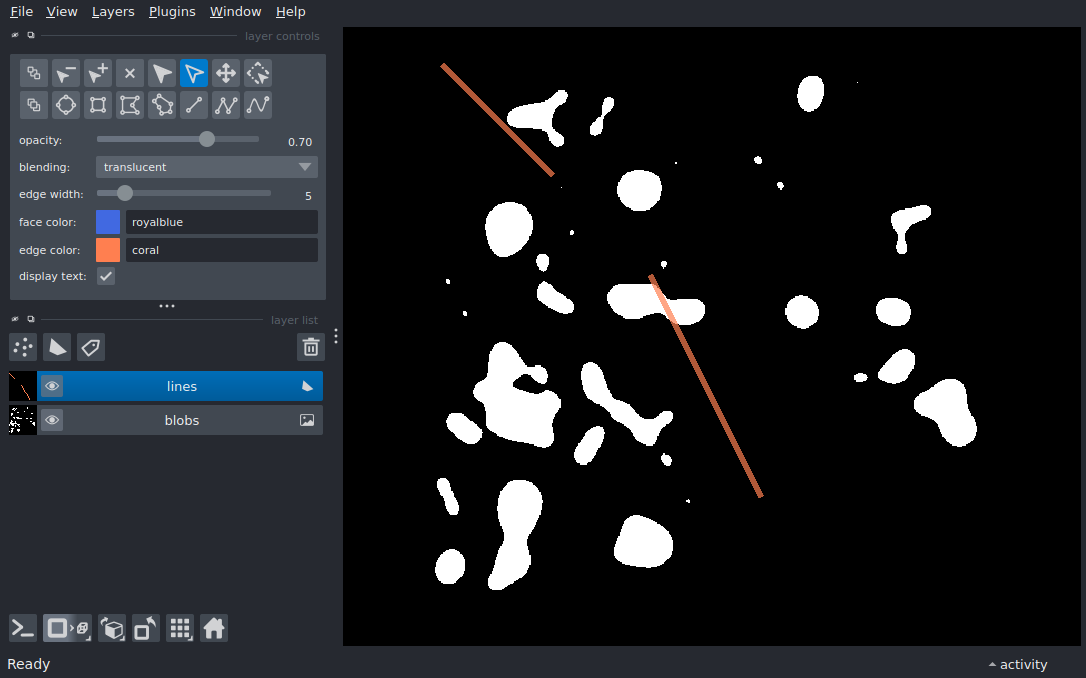 File View Layers Plugins Window Help
layer controls
opacity: 0.70
blending: translucent
edge width: 5
face color: royalblue
edge color: coral
display text:
layer list
lines
blobs
Ready
activity